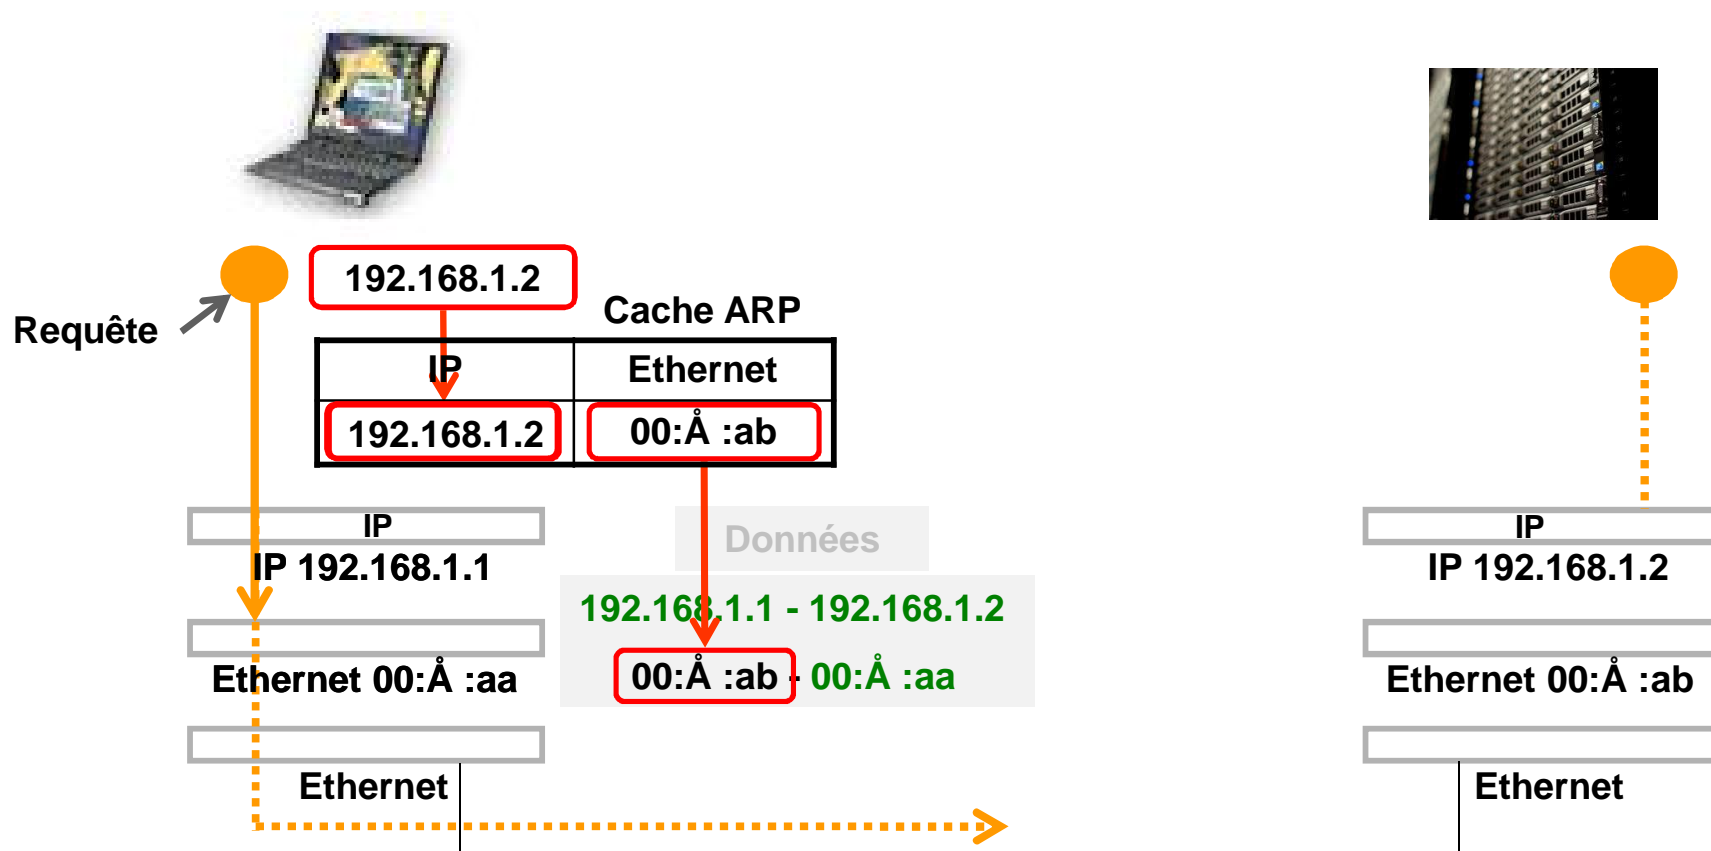 192.168.1.2
Requête
Cache ARP
IP Ethernet
192.168.1.2 00:Å :ab
IP
IP 192.168.1.1
Ethernet 00:Å :aa
Ethernet
Données
192.168.1.1 - 192.168.1.2
00:Å :ab - 00:Å :aa
IP
IP 192.168.1.2
Ethernet 00:Å :ab
Ethernet